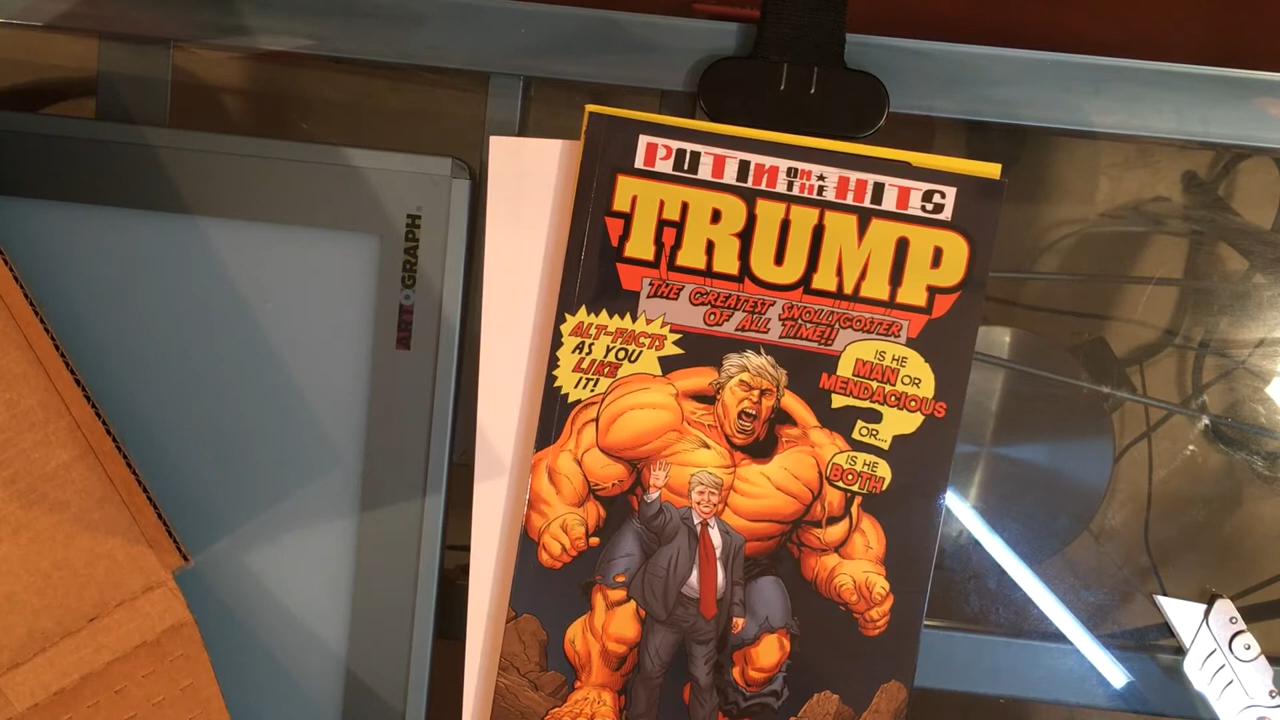 PUTIN ON THE HITS
TRUMP
THE GREATEST SNOLLYGOSTER
OF ALL TIME!!
ALT-FACTS
AS YOU
LIKE
IT!
IS HE
MAN OR
MENDACIOUS
OR...
IS HE
BOTH
ARTOGRAPH®